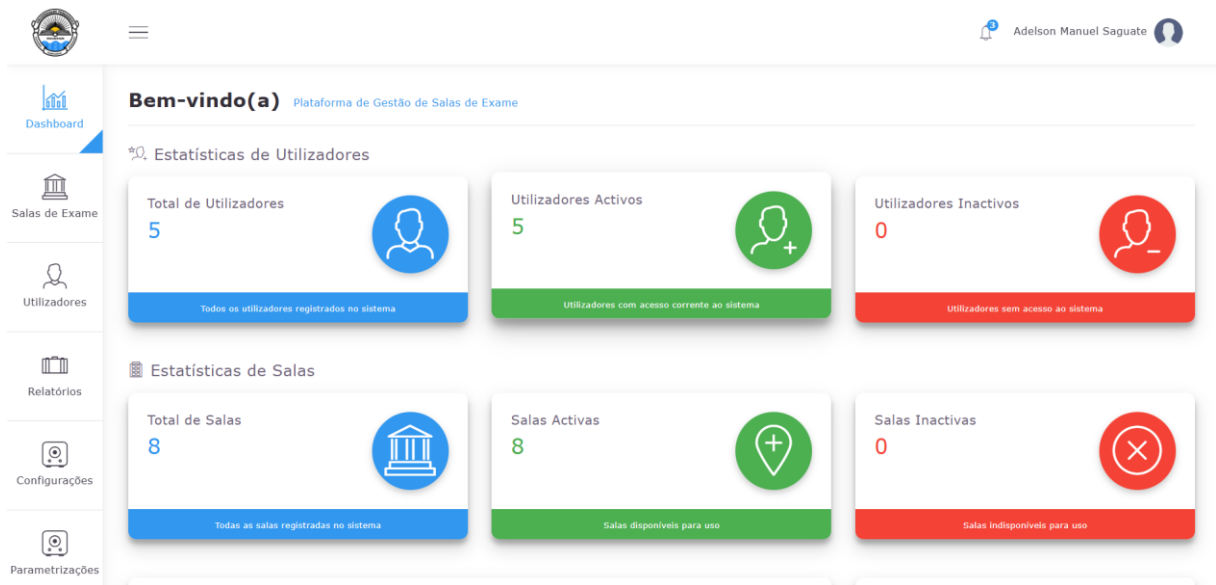 3
Adelson Manuel Saguate
Dashboard
Salas de Exame
Utilizadores
Relatórios
Configurações
Parametrizações
Bem-vindo(a) Plataforma de Gestão de Salas de Exame
Estatísticas de Utilizadores
Total de Utilizadores
5
Todos os utilizadores registrados no sistema
Utilizadores Activos
5
Utilizadores com acesso corrente ao sistema
Utilizadores Inactivos
0
Utilizadores sem acesso ao sistema
Estatísticas de Salas
Total de Salas
8
Todas as salas registradas no sistema
Salas Activas
8
Salas disponíveis para uso
Salas Inactivas
0
Salas indisponíveis para uso